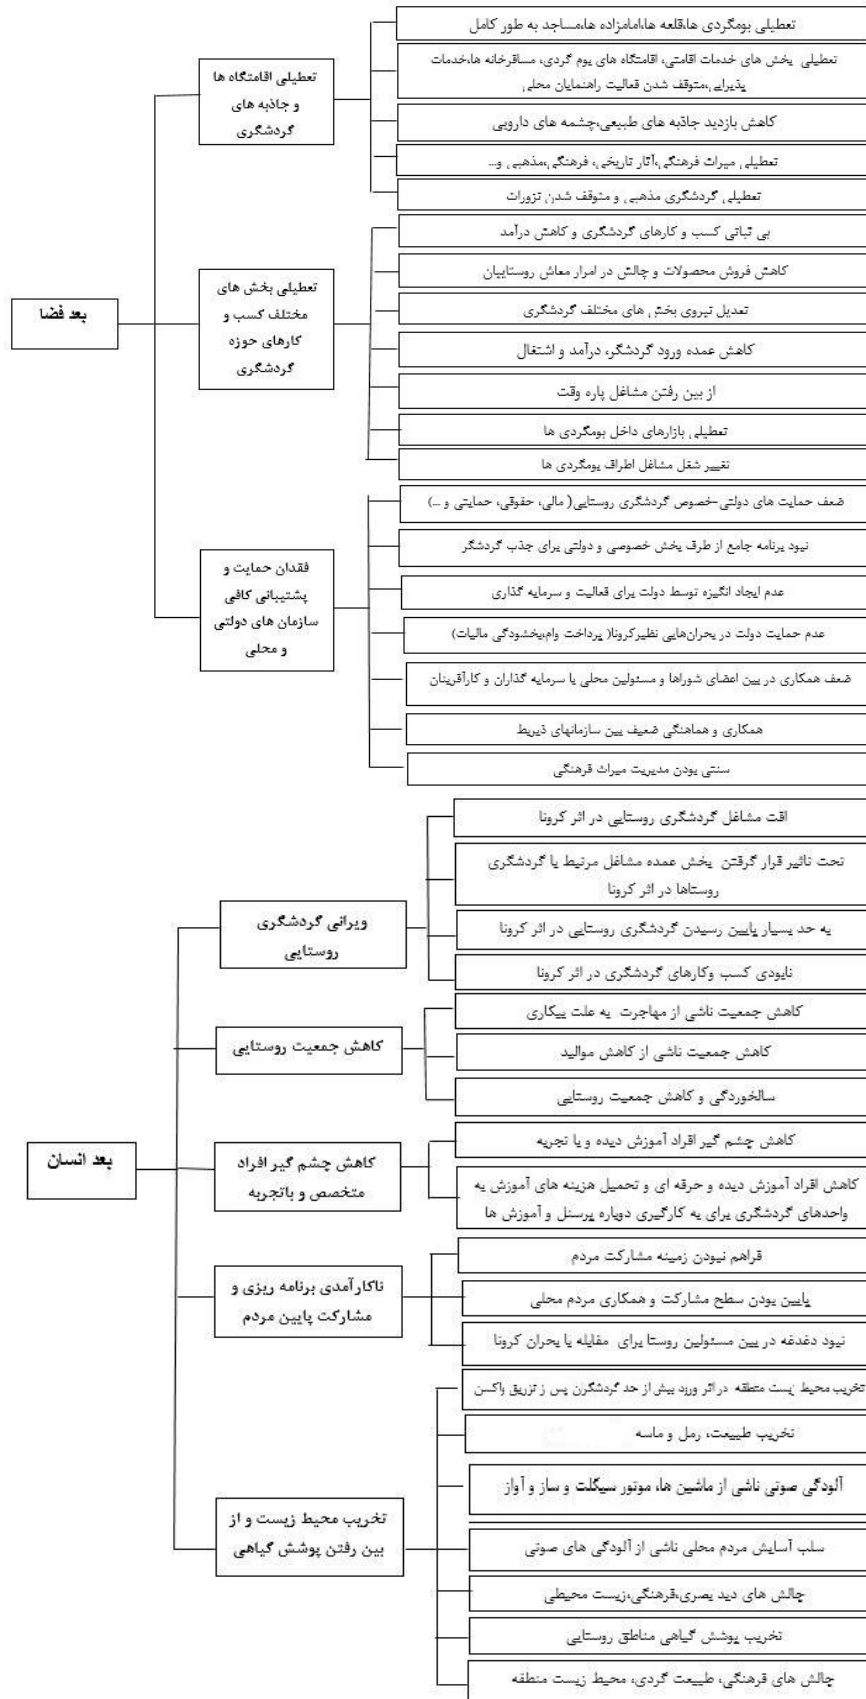 بعد فضا
تعطیلی اقامتگاه ها
و جاذبه های
گردشگری
تعطیلی بومگردی ها،قلعه ها،امامزاده ها،مساجد به طور کامل
تعطیلی بخش های خدمات اقامتی، اقامتگاه های بوم گردی، مسافرخانه ها،خدمات
پذیرایی،متوقف شدن فعالیت راهنمایان محلی
کاهش بازدید جاذبه های طبیعی،چشمه های دارویی
تعطیلی میراث فرهنگی،آثار تاریخی، فرهنگی،مذهبی و...
تعطیلی گردشگری مذهبی و متوقف شدن تزورات
تعطیلی بخش های
مختلف کسب و
کارهای حوزه
گردشگری
بی ثباتی کسب و کارهای گردشگری و کاهش درآمد
کاهش فروش محصولات و چالش در امرار معاش روستاییان
تعدیل نیروی بخش های مختلف گردشگری
کاهش عمده ورود گردشگر، درآمد و اشتغال
از بین رفتن مشاغل پاره وقت
تعطیلی بازارهای داخل بومگردی ها
تغییر شغل مشاغل اطراف بومگردی ها
فقدان حمایت و
پشتیبانی کافی
سازمان های دولتی
و محلی
ضعف حمایت های دولتی-خصوص گردشگری روستایی( مالی، حقوقی، حمایتی و ...)
نبود برنامه جامع از طرف بخش خصوصی و دولتی برای جذب گردشگر
عدم ایجاد انگیزه توسط دولت برای فعالیت و سرمایه گذاری
عدم حمایت دولت در بحران‌هایی نظیرکرونا( پرداخت وام،بخشودگی مالیات)
ضعف همکاری در بین اعضای شوراها و مسئولین محلی با سرمایه گذاران و کارآفرینان
همکاری و هماهنگی ضعیف بین سازمانهای ذیربط
سنتی بودن مدیریت میراث فرهنگی
بعد انسان
ویرانی گردشگری
روستایی
افت مشاغل گردشگری روستایی در اثر کرونا
تحت تاثیر قرار گرفتن بخش عمده مشاغل مرتبط با گردشگری
روستاها در اثر کرونا
به حد بسیار پایین رسیدن گردشگری روستایی در اثر کرونا
نابودی کسب وکارهای گردشگری در اثر کرونا
کاهش جمعیت روستایی
کاهش جمعیت ناشی از مهاجرت به علت بیکاری
کاهش جمعیت ناشی از کاهش موالید
سالخوردگی و کاهش جمعیت روستایی
کاهش چشم گیر افراد
متخصص و باتجربه
کاهش چشم گیر افراد آموزش دیده و با تجربه
کاهش افراد آموزش دیده و حرفه ای و تحمیل هزینه های آموزش به
واحدهای گردشگری برای به کارگیری دوباره پرسنل و آموزش ها
ناکارآمدی برنامه ریزی و
مشارکت پایین مردم
فراهم نبودن زمینه مشارکت مردم
پایین بودن سطح مشارکت و همکاری مردم محلی
نبود دغدغه در بین مسئولین روستا برای مقابله با بحران کرونا
تخریب محیط زیست و از
بین رفتن پوشش گیاهی
تخریب محیط زیست منطقه در اثر ورود بیش از حد گردشگرن پس ز تزریق واکسن
تخریب طبیعت، رمل و ماسه
آلودگی صوتی ناشی از ماشین ها، موتور سیکلت و ساز و آواز
سلب آسایش مردم محلی ناشی از آلودگی های صوتی
چالش های دید بصری،فرهنگی،زیست محیطی
تخریب پوشش گیاهی مناطق روستایی
چالش های فرهنگی، طبیعت گردی، محیط زیست منطقه